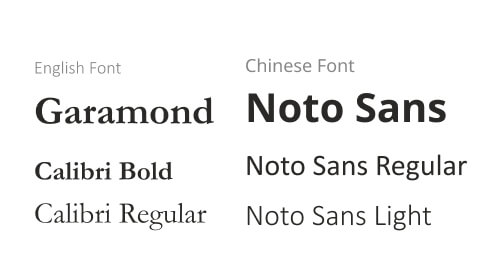 English Font
Garamond
Calibri Bold
Calibri Regular
Chinese Font
Noto Sans
Noto Sans Regular
Noto Sans Light